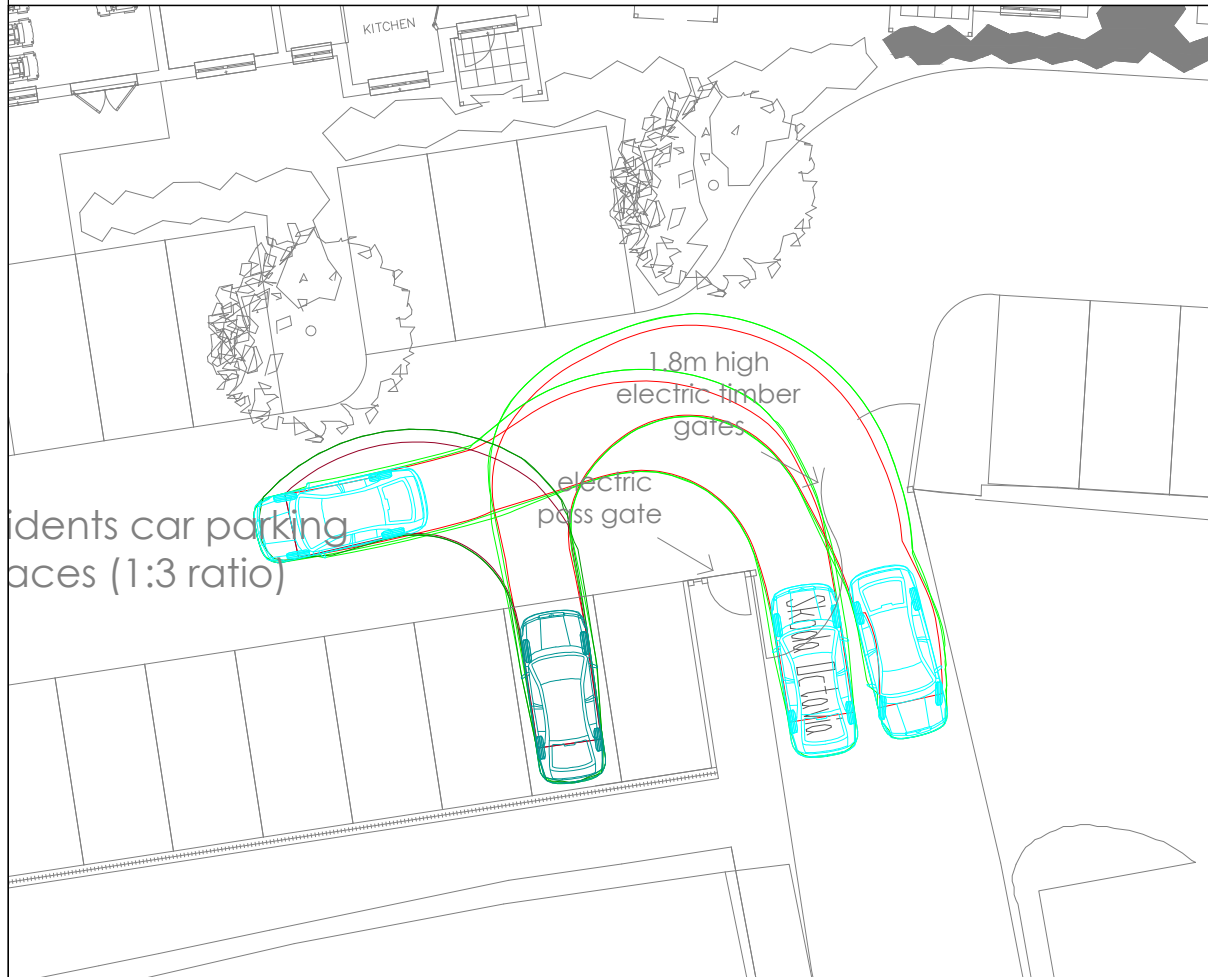 KITCHEN
1.8m high
electric timber
gates
electric
pass gate
idents car parking
aces (1:3 ratio)
Skoda Octavia